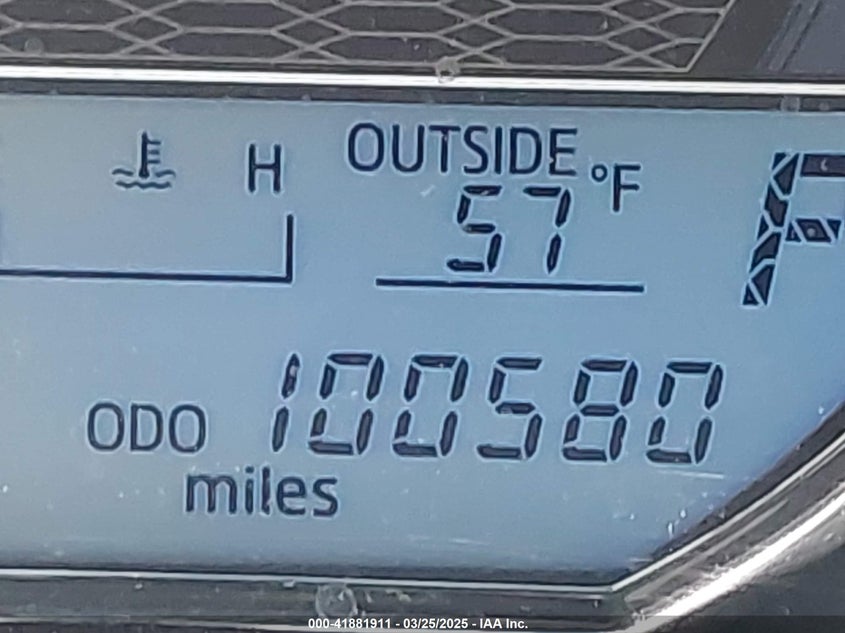 H
OUTSIDE
57 °F
ODO 100580
miles
000-41881911 - 03/25/2025 - IAA Inc.